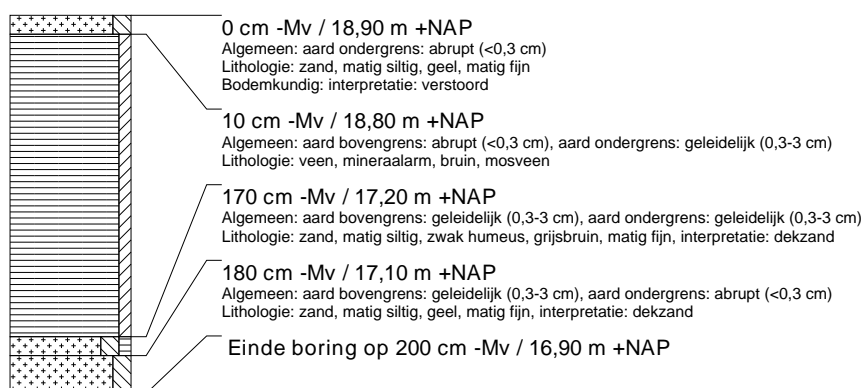 0 cm -Mv / 18,90 m +NAP
Algemeen: aard ondergrens: abrupt (<0,3 cm)
Lithologie: zand, matig siltig, geel, matig fijn
Bodemkundig: interpretatie: verstoord
10 cm -Mv / 18,80 m +NAP
Algemeen: aard bovengrens: abrupt (<0,3 cm), aard ondergrens: geleidelijk (0,3-3 cm)
Lithologie: veen, mineraalarm, bruin, mosveen
170 cm -Mv / 17,20 m +NAP
Algemeen: aard bovengrens: geleidelijk (0,3-3 cm), aard ondergrens: geleidelijk (0,3-3 cm)
Lithologie: zand, matig siltig, zwak humeus, grijsbruin, matig fijn, interpretatie: dekzand
180 cm -Mv / 17,10 m +NAP
Algemeen: aard bovengrens: geleidelijk (0,3-3 cm), aard ondergrens: abrupt (<0,3 cm)
Lithologie: zand, matig siltig, geel, matig fijn, interpretatie: dekzand
Einde boring op 200 cm -Mv / 16,90 m +NAP